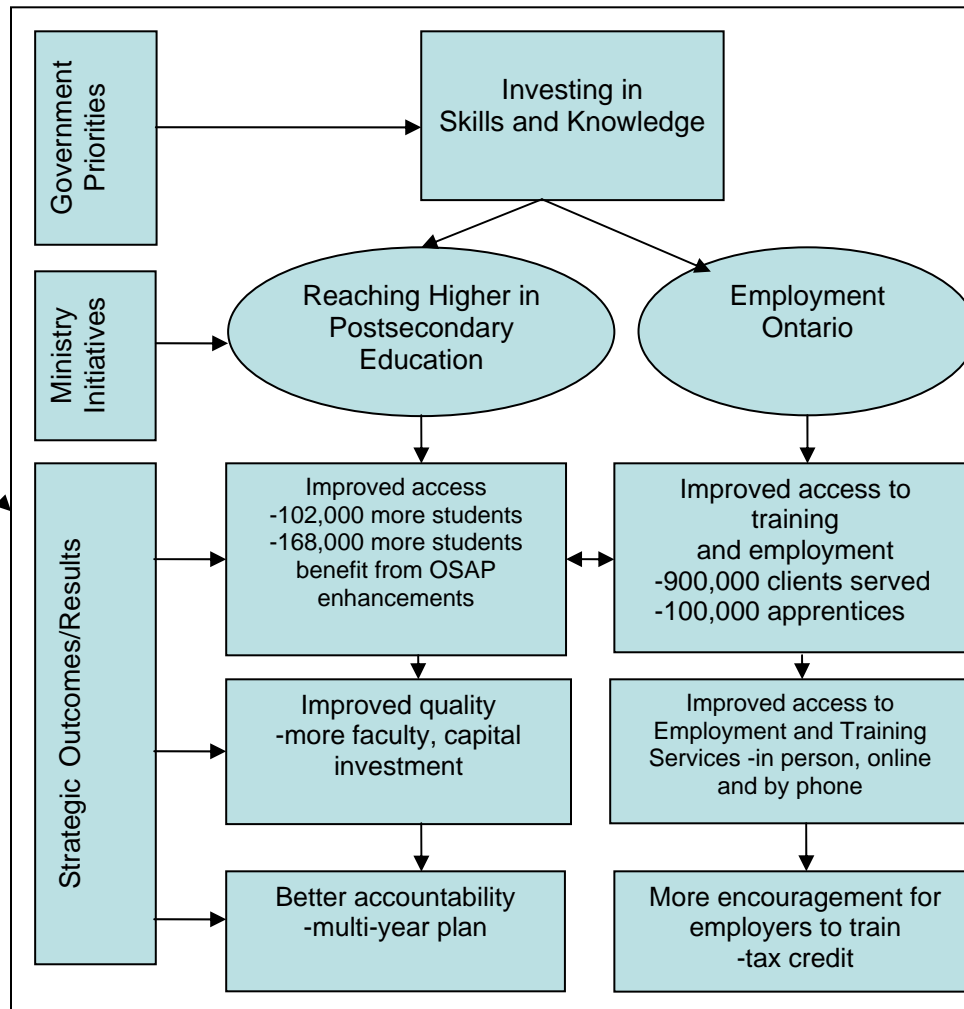 Government
Priorities
Investing in
Skills and Knowledge
Ministry
Initiatives
Reaching Higher in
Postsecondary
Education
Employment
Ontario
Strategic Outcomes/Results
Improved access
-102,000 more students
-168,000 more students
benefit from OSAP
enhancements
Improved access to
training
and employment
-900,000 clients served
-100,000 apprentices
Improved quality
-more faculty, capital
investment
Improved access to
Employment and Training
Services -in person, online
and by phone
Better accountability
-multi-year plan
More encouragement for
employers to train
-tax credit